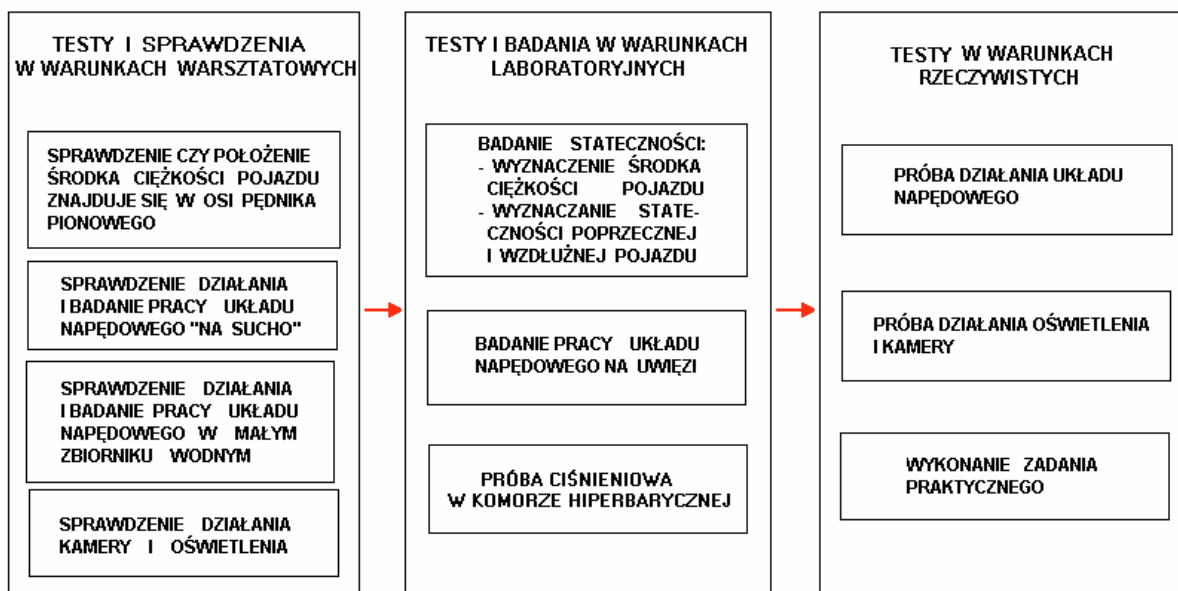 TESTY I SPRAWDZENIA
W WARUNKACH WARSZTATOWYCH
SPRAWDZENIE CZY POŁOŻENIE
ŚRODKA CIĘŻKOŚCI POJAZDU
ZNAJDUJE SIĘ W OSI PĘDNIKA
PIONOWEGO
SPRAWDZENIE DZIAŁANIA
I BADANIE PRACY UKŁADU
NAPĘDOWEGO "NA SUCHO"
SPRAWDZENIE DZIAŁANIA
I BADANIE PRACY UKŁADU
NAPĘDOWEGO W MAŁYM
ZBIORNIKU WODNYM
SPRAWDZENIE DZIAŁANIA
KAMERY I OŚWIETLENIA
TESTY I BADANIA W WARUNKACH
LABORATORYJNYCH
BADANIE STATECZNOŚCI:
- WYZNACZENIE ŚRODKA
CIĘŻKOŚCI POJAZDU
- WYZNACZANIE STATE-
CZNOŚCI POPRZECZNEJ
I WZDŁUŻNEJ POJAZDU
BADANIE PRACY UKŁADU
NAPĘDOWEGO NA UWIĘZI
PRÓBA CIŚNIENIOWA
W KOMORZE HIPERBARYCZNEJ
TESTY W WARUNKACH
RZECZYWISTYCH
PRÓBA DZIAŁANIA UKŁADU
NAPĘDOWEGO
PRÓBA DZIAŁANIA OŚWIETLENIA
I KAMERY
WYKONANIE ZADANIA
PRAKTYCZNEGO